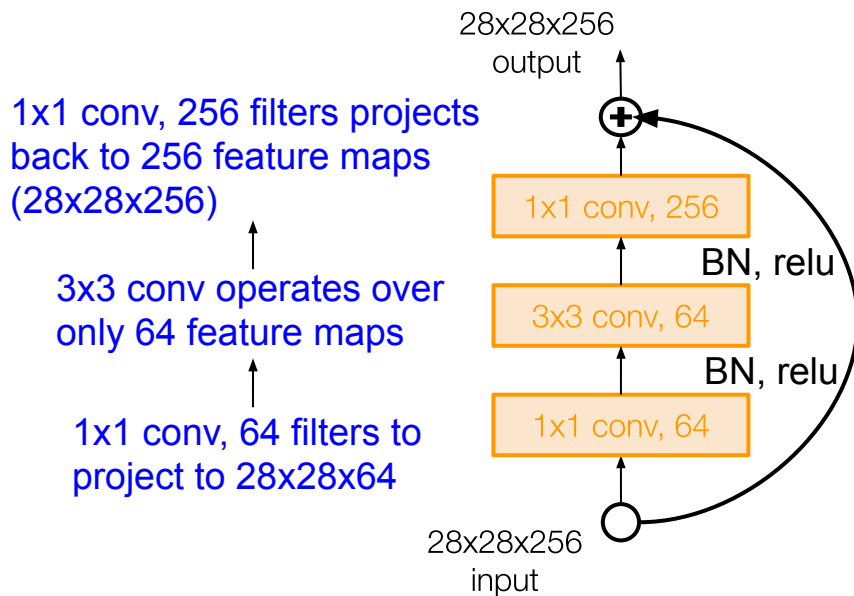 28x28x256
output
1x1 conv, 256 filters projects
back to 256 feature maps
(28x28x256)
1x1 conv, 256
BN, relu
3x3 conv operates over
only 64 feature maps
3x3 conv, 64
BN, relu
1x1 conv, 64 filters to
project to 28x28x64
1x1 conv, 64
28x28x256
input